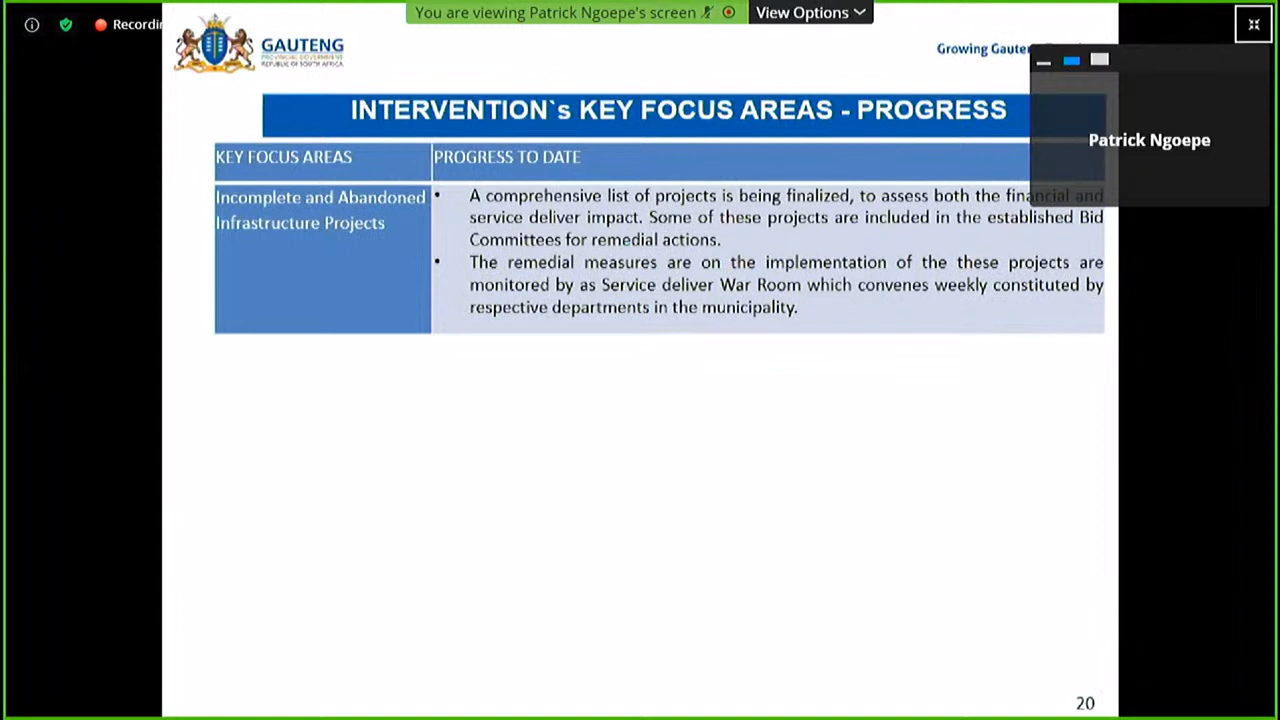 You are viewing Patrick Ngoepe's screen
View Options
Recordin
GAUTENG
PROVINCIAL GOVERNMENT
REPUBLIC OF SOUTH AFRICA
Growing Gauten
Patrick Ngoepe
INTERVENTION`s KEY FOCUS AREAS - PROGRESS
KEY FOCUS AREAS
PROGRESS TO DATE
Incomplete and Abandoned
Infrastructure Projects
• A comprehensive list of projects is being finalized, to assess both the financial and
service deliver impact. Some of these projects are included in the established Bid
Committees for remedial actions.
• The remedial measures are on the implementation of the these projects are
monitored by as Service deliver War Room which convenes weekly constituted by
respective departments in the municipality.
20